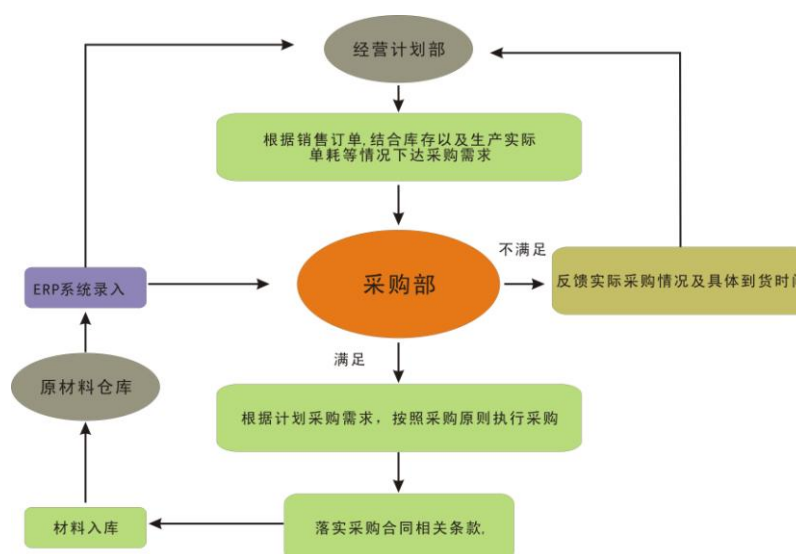 经营计划部
根据销售订单,结合库存以及生产实际
单耗等情况下达采购需求
不满足
采购部
反馈实际采购情况及具体到货时间
ERP系统录入
满足
原材料仓库
根据计划采购需求，按照采购原则执行采购
材料入库
落实采购合同相关条款,